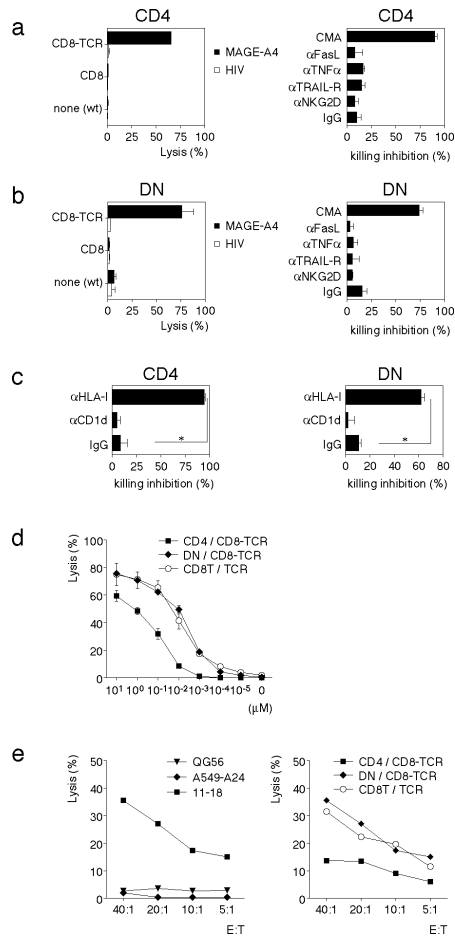 a
CD4
CD8-TCR
CD8
none (wt)
0 25 50 75 100
Lysis (%)
MAGE-A4
HIV
CD4
CMA
αFasL
αTNFα
αTRAIL-R
αNKG2D
IgG
0 25 50 75 100
killing inhibition (%)
b
DN
CD8-TCR
CD8
none (wt)
0 25 50 75 100
Lysis (%)
MAGE-A4
HIV
DN
CMA
αFasL
αTNFα
αTRAIL-R
αNKG2D
IgG
0 25 50 75 100
killing inhibition (%)
c
CD4
αHLA-I
αCD1d
IgG
*
0 20 40 60 80 100
killing inhibition (%)
DN
αHLA-I
αCD1d
IgG
*
0 20 40 60 80
killing inhibition (%)
d
Lysis (%)
100
80
60
40
20
0
CD4 / CD8-TCR
DN / CD8-TCR
CD8T / TCR
10¹ 10⁰ 10⁻¹ 10⁻² 10⁻³ 10⁻⁴ 10⁻⁵ 0
(μM)
e
Lysis (%)
50
40
30
20
10
0
QG56
A549-A24
11-18
40:1 20:1 10:1 5:1
E:T
Lysis (%)
50
40
30
20
10
0
CD4 / CD8-TCR
DN / CD8-TCR
CD8T / TCR
40:1 20:1 10:1 5:1
E:T